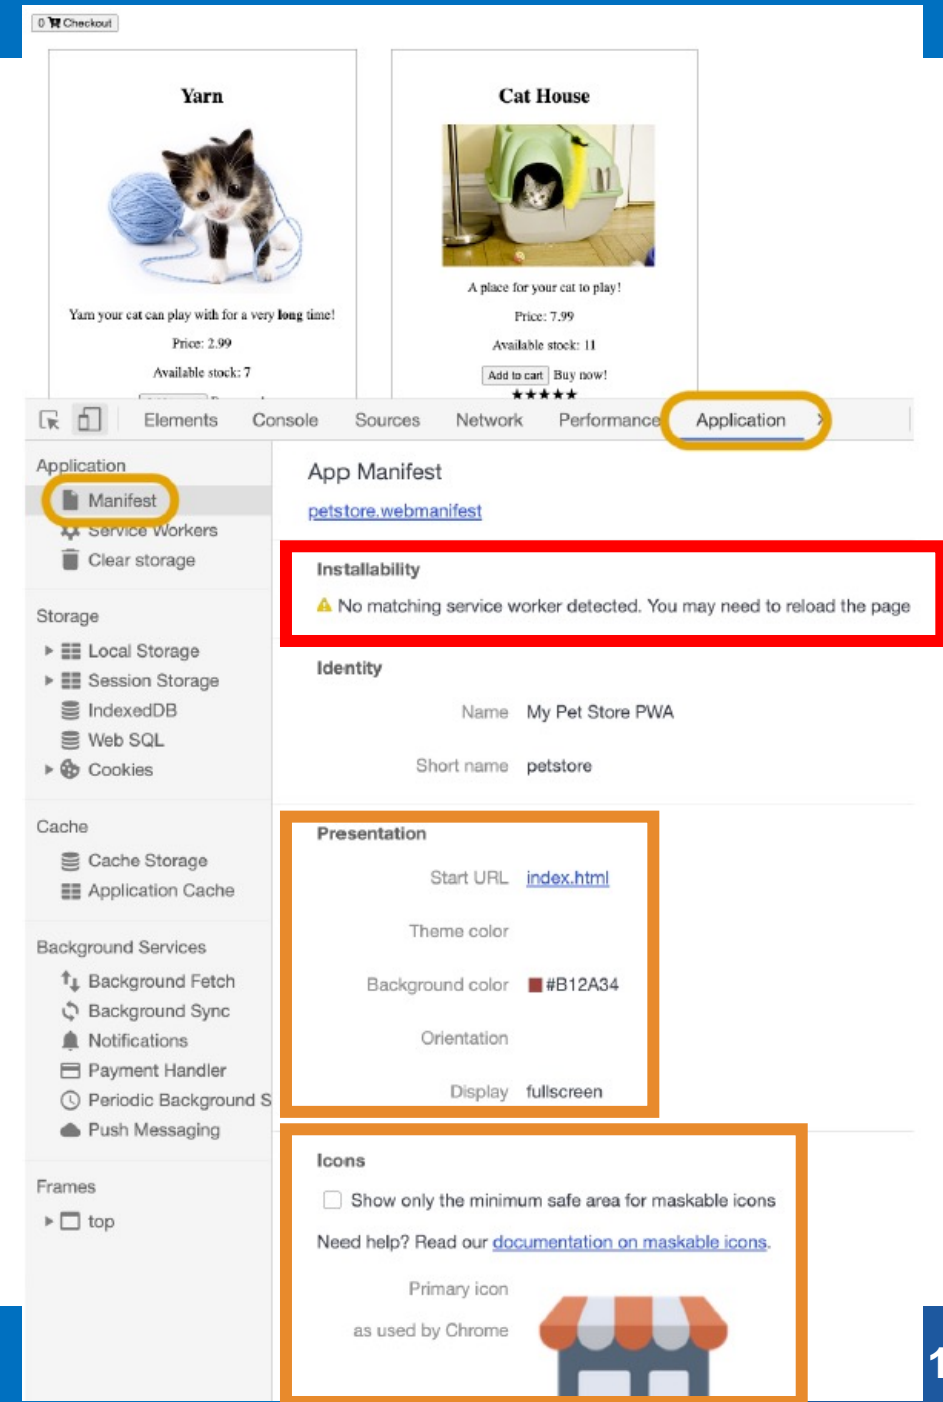 0 Checkout
Yarn
Cat House
Yarn your cat can play with for a very long time!
Price: 2.99
Available stock: 7
A place for your cat to play!
Price: 7.99
Available stock: 11
Add to cart Buy now!
★★★★★
Elements Console Sources Network Performance Application
Application
Manifest
Service Workers
Clear storage
Storage
Local Storage
Session Storage
IndexedDB
Web SQL
Cookies
Cache
Cache Storage
Application Cache
Background Services
Background Fetch
Background Sync
Notifications
Payment Handler
Periodic Background S
Push Messaging
Frames
top
App Manifest
petstore.webmanifest
Installability
No matching service worker detected. You may need to reload the page
Identity
Name My Pet Store PWA
Short name petstore
Presentation
Start URL index.html
Theme color
Background color #B12A34
Orientation
Display fullscreen
Icons
Show only the minimum safe area for maskable icons
Need help? Read our documentation on maskable icons.
Primary icon
as used by Chrome
1